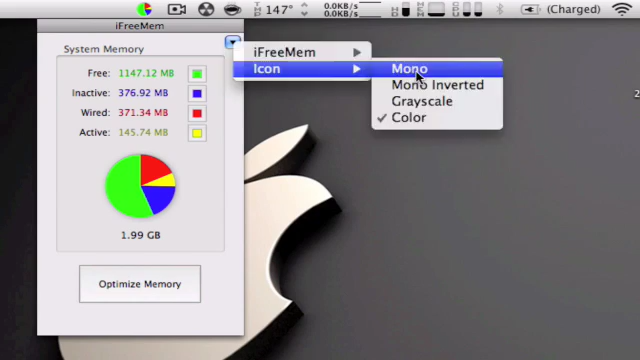 147° 0.0KB/s
0.0KB/s (Charged)
iFreeMem
System Memory
Free: 1147.12 MB
Inactive: 376.92 MB
Wired: 371.34 MB
Active: 145.74 MB
1.99 GB
Optimize Memory
iFreeMem
Icon
Mono
Mono Inverted
Grayscale
Color
2